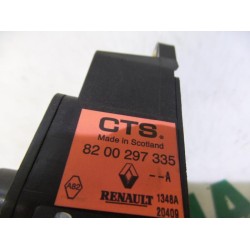 CTS.
Made in Scotland
82 00 297 335
--A
RENAULT
1348A
20409